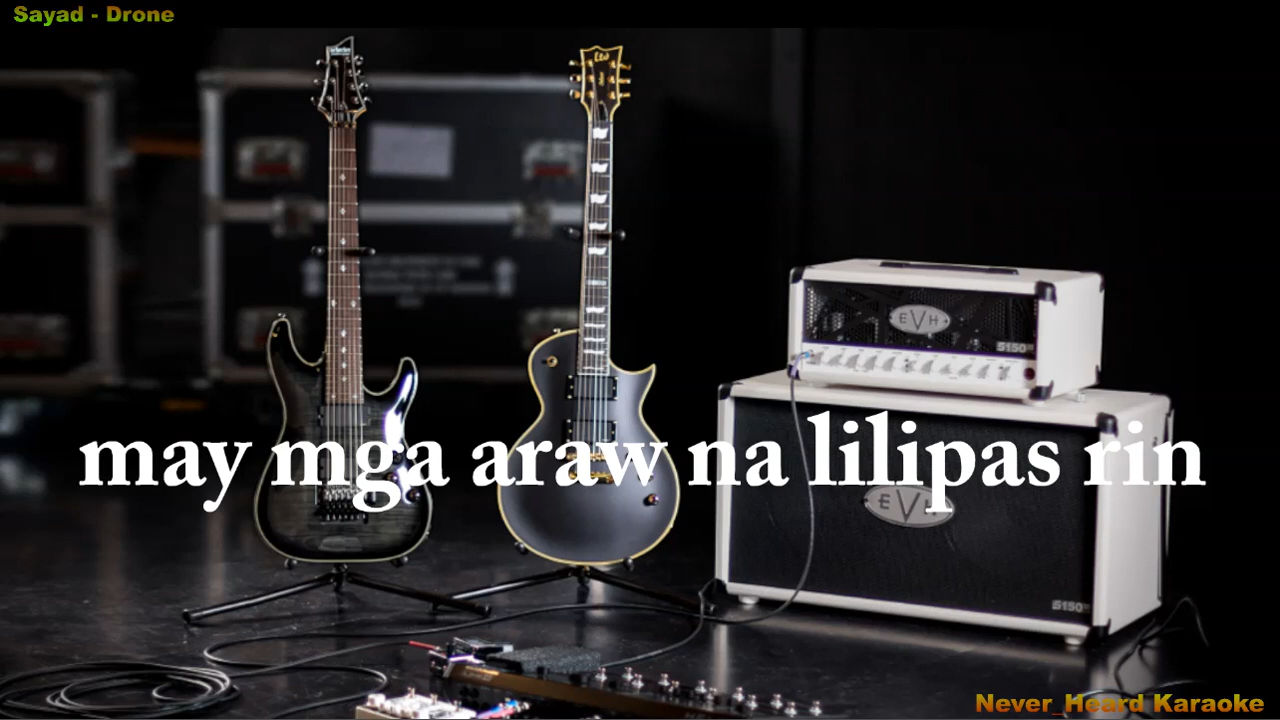 Sayad - Drone
EVH
5150
may mga araw na lilipas rin
EVH
5150
Never_Heard Karaoke